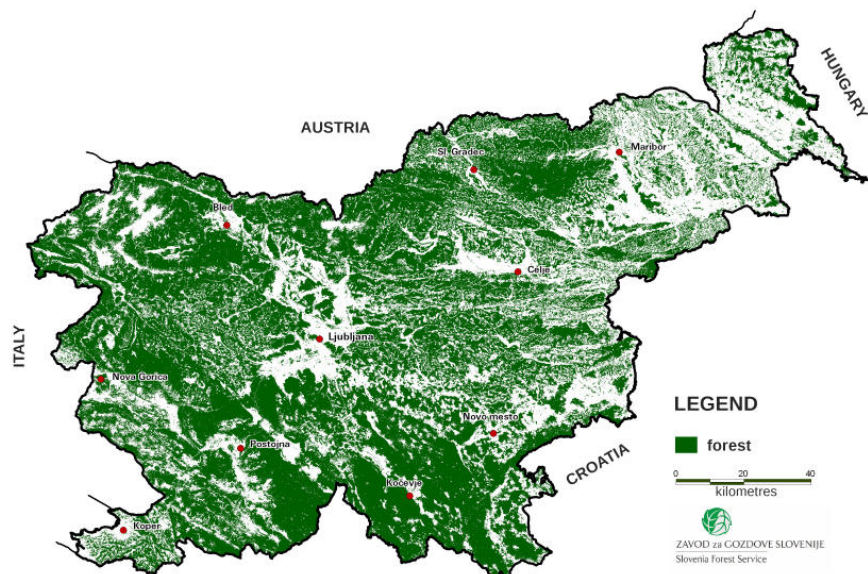 HUNGARY
AUSTRIA
Maribor
Sl. Gradec
Bled
Celje
Ljubljana
ITALY
Nova Gorica
LEGEND
Novo mesto
forest
Postojna
CROATIA
Kočevje
0 20 40
kilometres
Koper
ZAVOD za GOZDOVE SLOVENIJE
Slovenia Forest Service